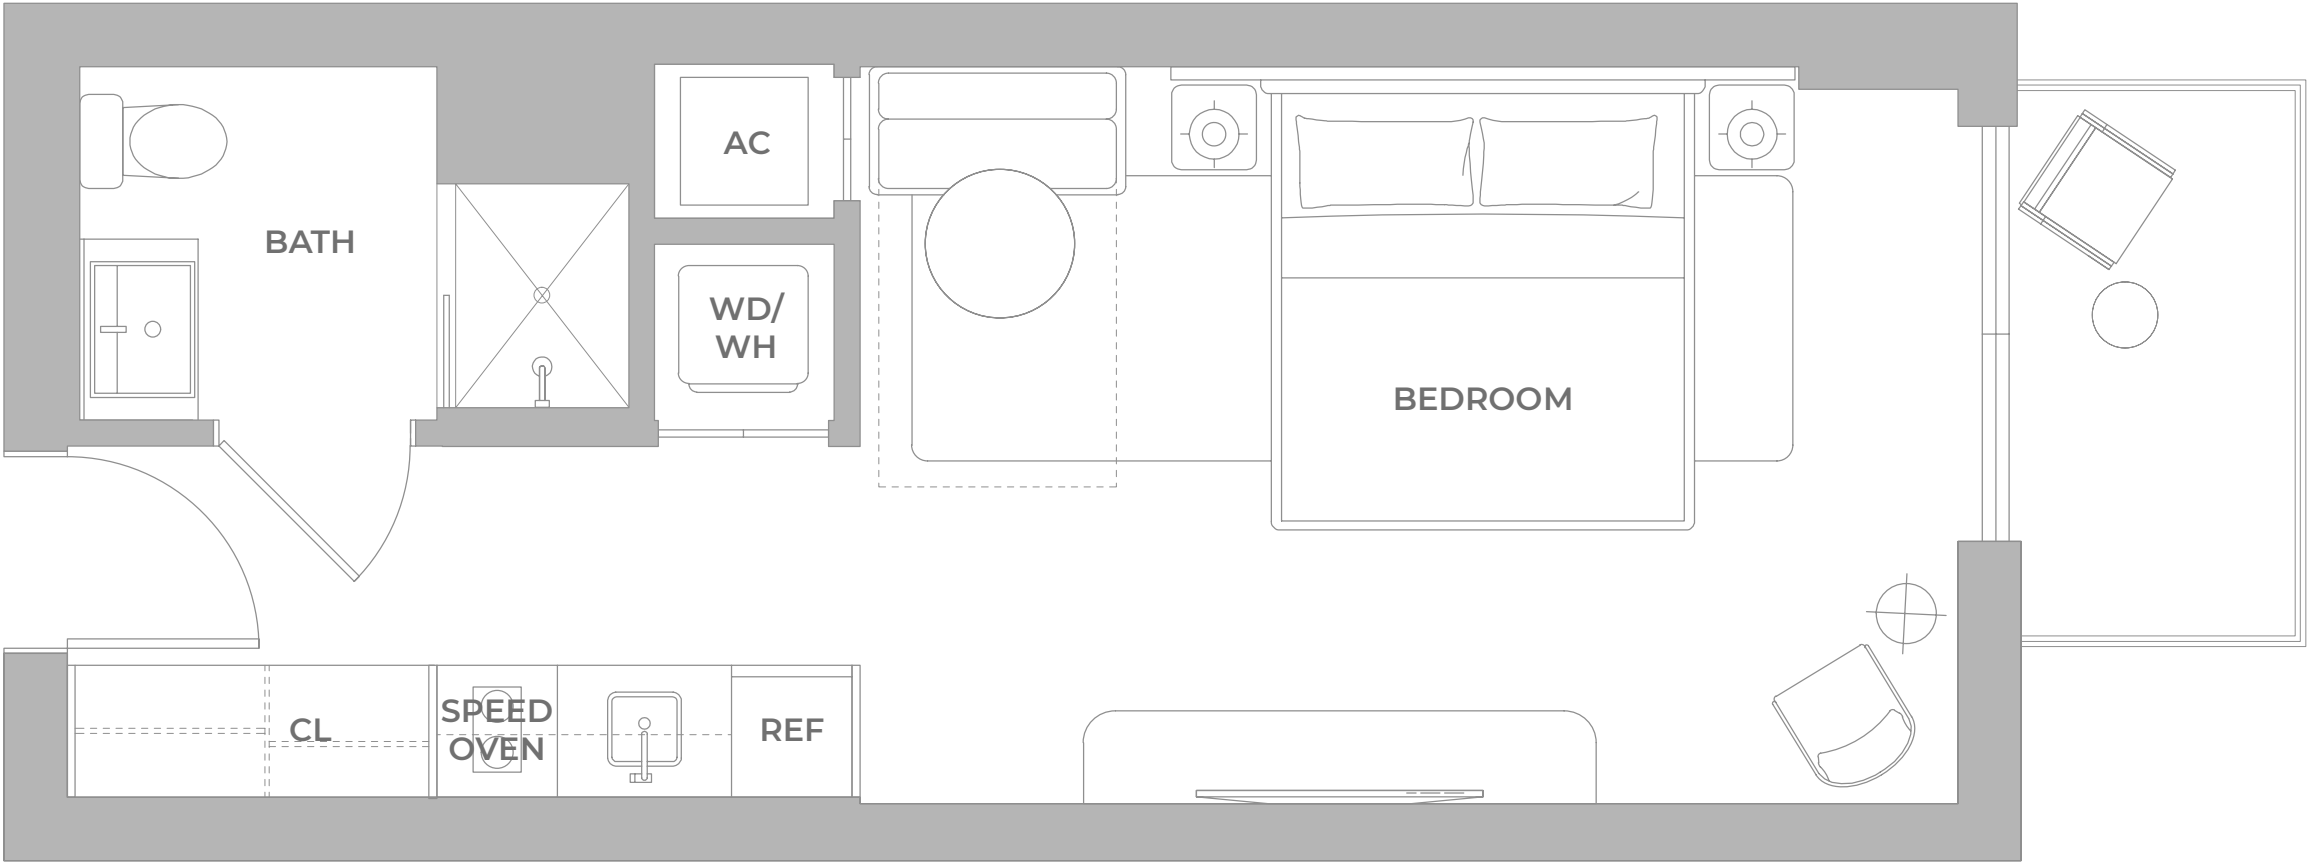 AC
BATH
WD/
WH
BEDROOM
CL
SPEED
OVEN
REF